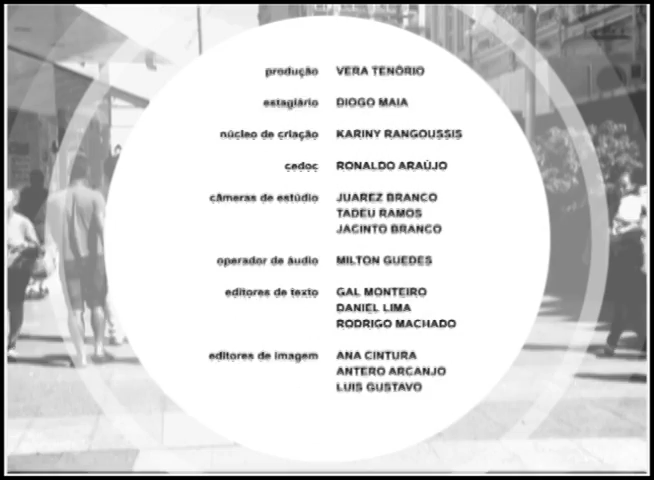 produção VERA TENÓRIO
estagiário DIOGO MAIA
núcleo de criação KARINY RANGOUSSIS
cedoc RONALDO ARAÚJO
câmeras de estúdio JUAREZ BRANCO
TADEU RAMOS
JACINTO BRANCO
operador de áudio MILTON GUEDES
editores de texto GAL MONTEIRO
DANIEL LIMA
RODRIGO MACHADO
editores de imagem ANA CINTURA
ANTERO ARCANJO
LUIS GUSTAVO